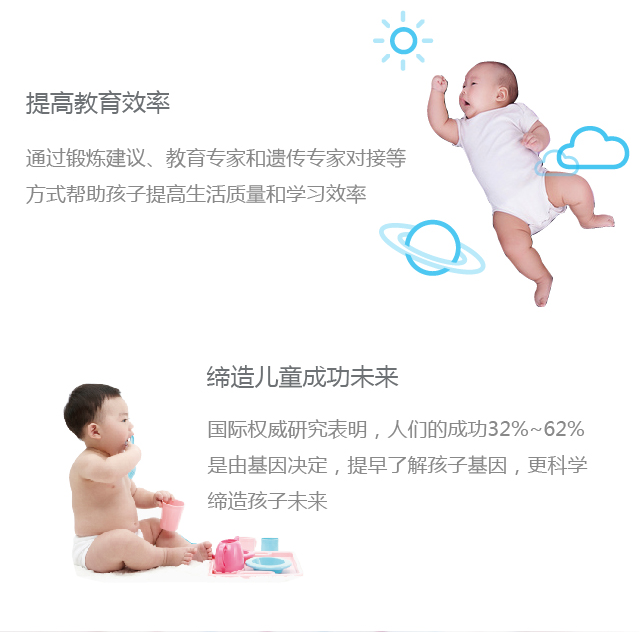 提高教育效率
通过锻炼建议、教育专家和遗传专家对接等
方式帮助孩子提高生活质量和学习效率
缔造儿童成功未来
国际权威研究表明，人们的成功32%~62%
是由基因决定，提早了解孩子基因，更科学
缔造孩子未来